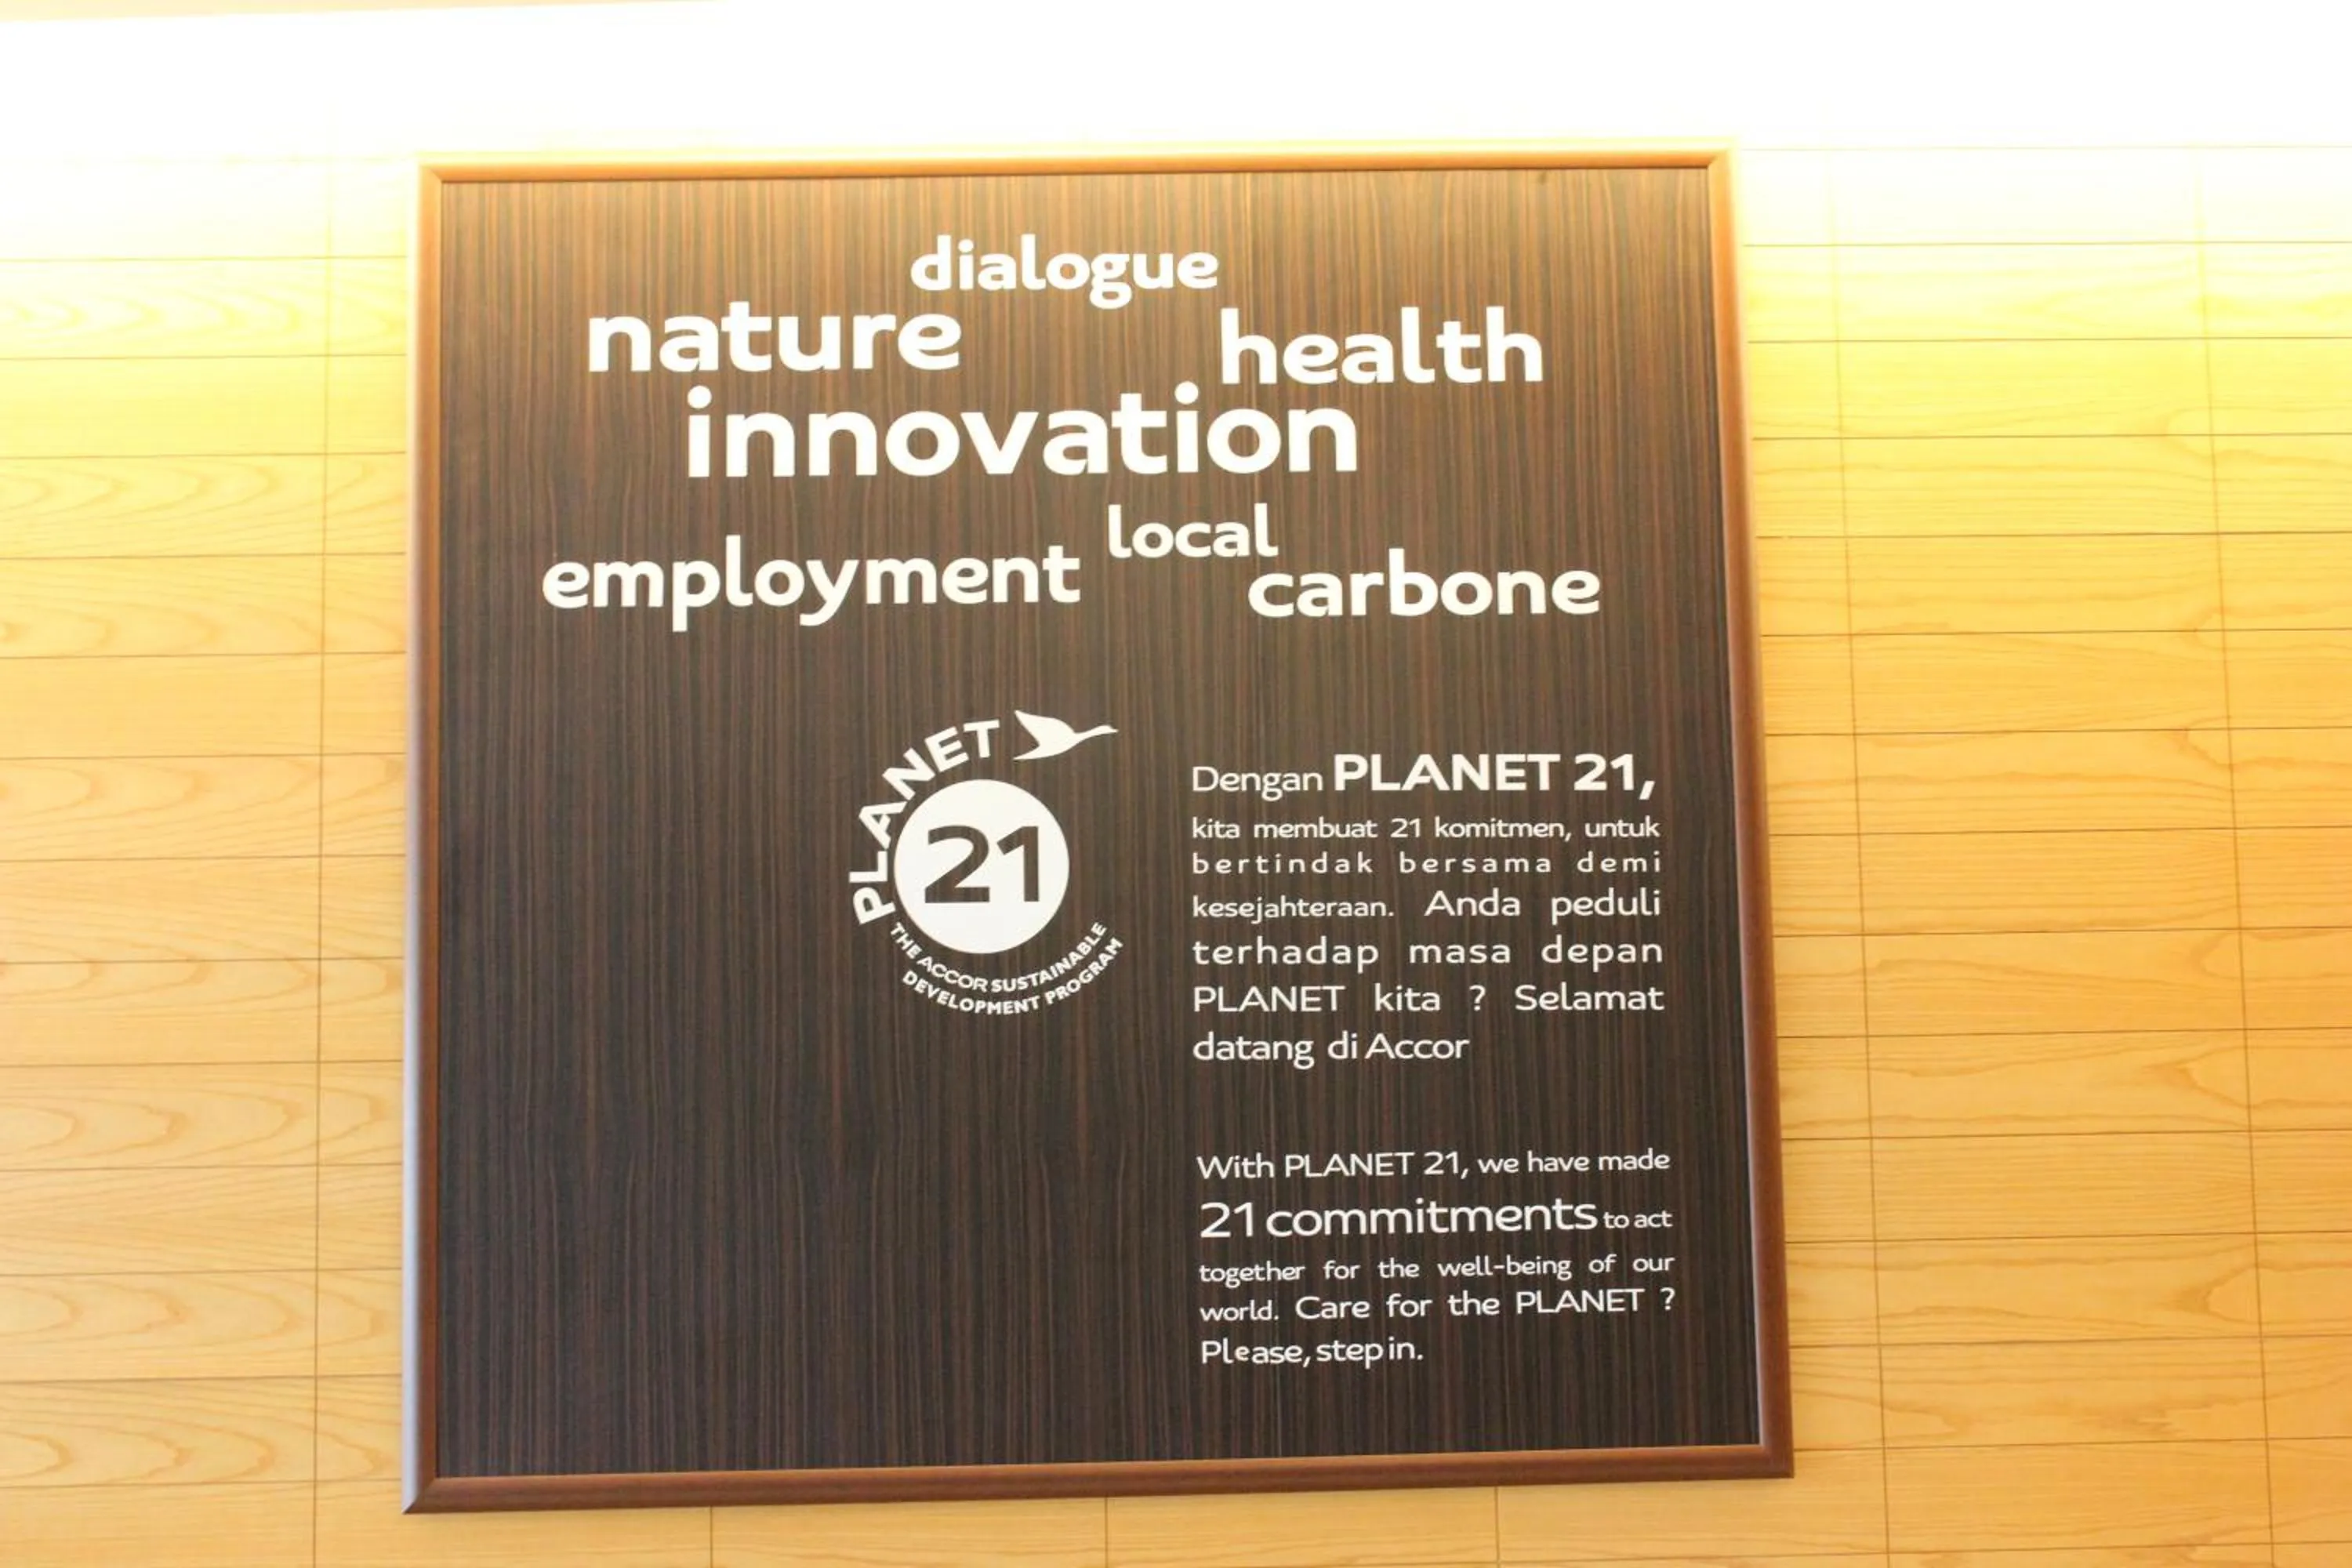 dialogue
nature
health
innovation
local
employment
carbone
PLANET
21
THE ACCOR SUSTAINABLE
DEVELOPMENT PROGRAM
Dengan PLANET 21,
kita membuat 21 komitmen, untuk
bertindak bersama demi
kesejahteraan. Anda peduli
terhadap masa depan
PLANET kita ? Selamat
datang di Accor
With PLANET 21, we have made
21 commitments to act
together for the well-being of our
world. Care for the PLANET ?
Please, step in.